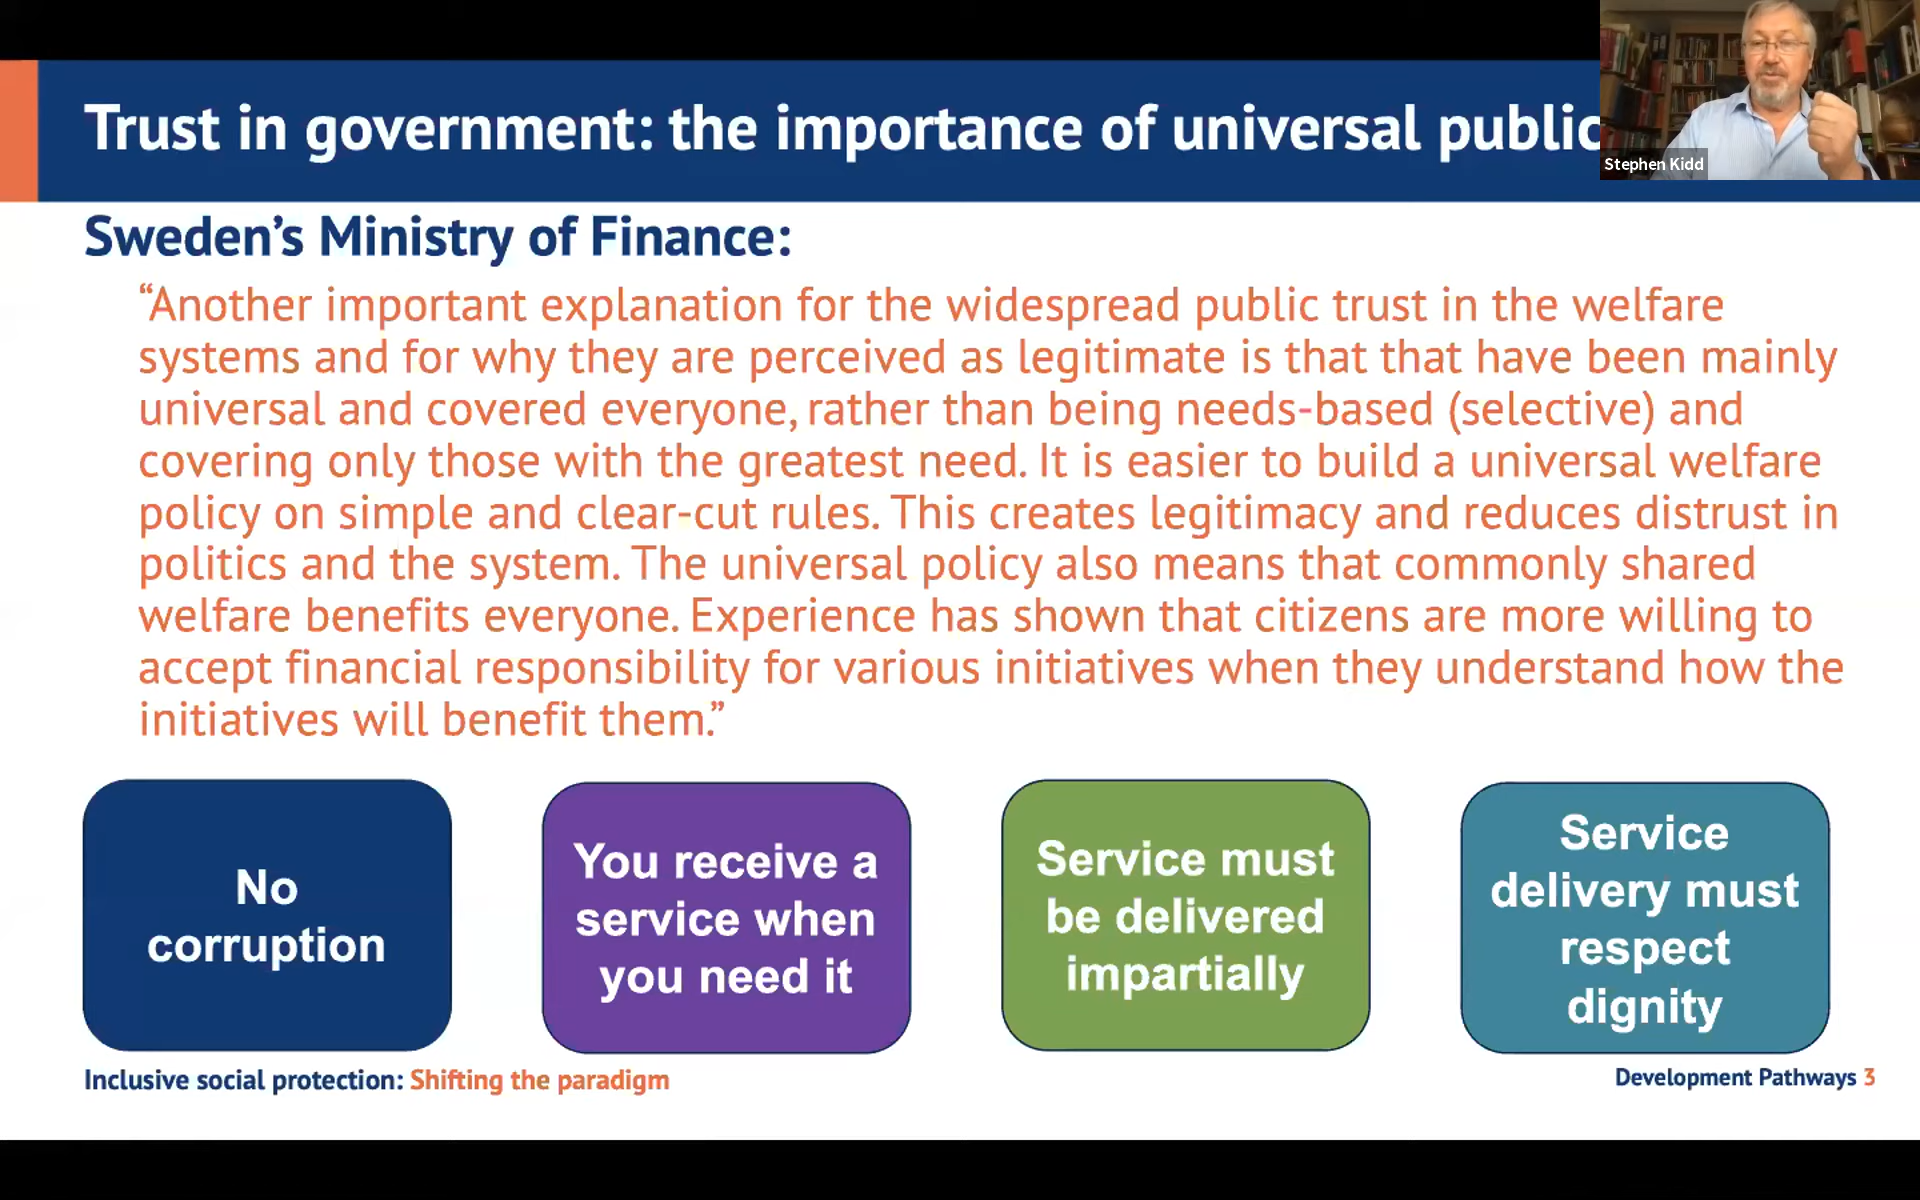 Trust in government: the importance of universal public
Stephen Kidd
Sweden’s Ministry of Finance:
“Another important explanation for the widespread public trust in the welfare
systems and for why they are perceived as legitimate is that that have been mainly
universal and covered everyone, rather than being needs-based (selective) and
covering only those with the greatest need. It is easier to build a universal welfare
policy on simple and clear-cut rules. This creates legitimacy and reduces distrust in
politics and the system. The universal policy also means that commonly shared
welfare benefits everyone. Experience has shown that citizens are more willing to
accept financial responsibility for various initiatives when they understand how the
initiatives will benefit them.”
No
corruption
You receive a
service when
you need it
Service must
be delivered
impartially
Service
delivery must
respect
dignity
Inclusive social protection: Shifting the paradigm
Development Pathways 3